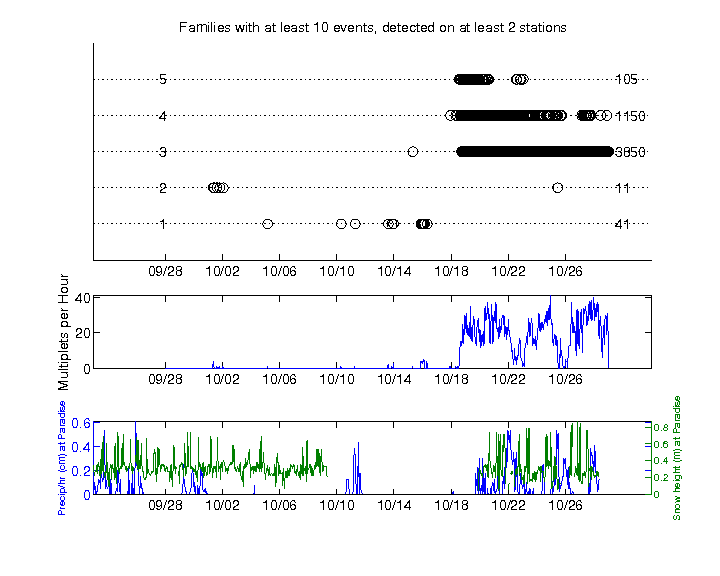 Families with at least 10 events, detected on at least 2 stations
5 105
4 1150
3 3850
2 11
1 41
09/28 10/02 10/06 10/10 10/14 10/18 10/22 10/26
Multiplets per Hour
40
20
0
09/28 10/02 10/06 10/10 10/14 10/18 10/22 10/26
Precip/hr (cm) at Paradise
0.6
0.4
0.2
0
Snow height (m) at Paradise
0.8
0.6
0.4
0.2
0
09/28 10/02 10/06 10/10 10/14 10/18 10/22 10/26